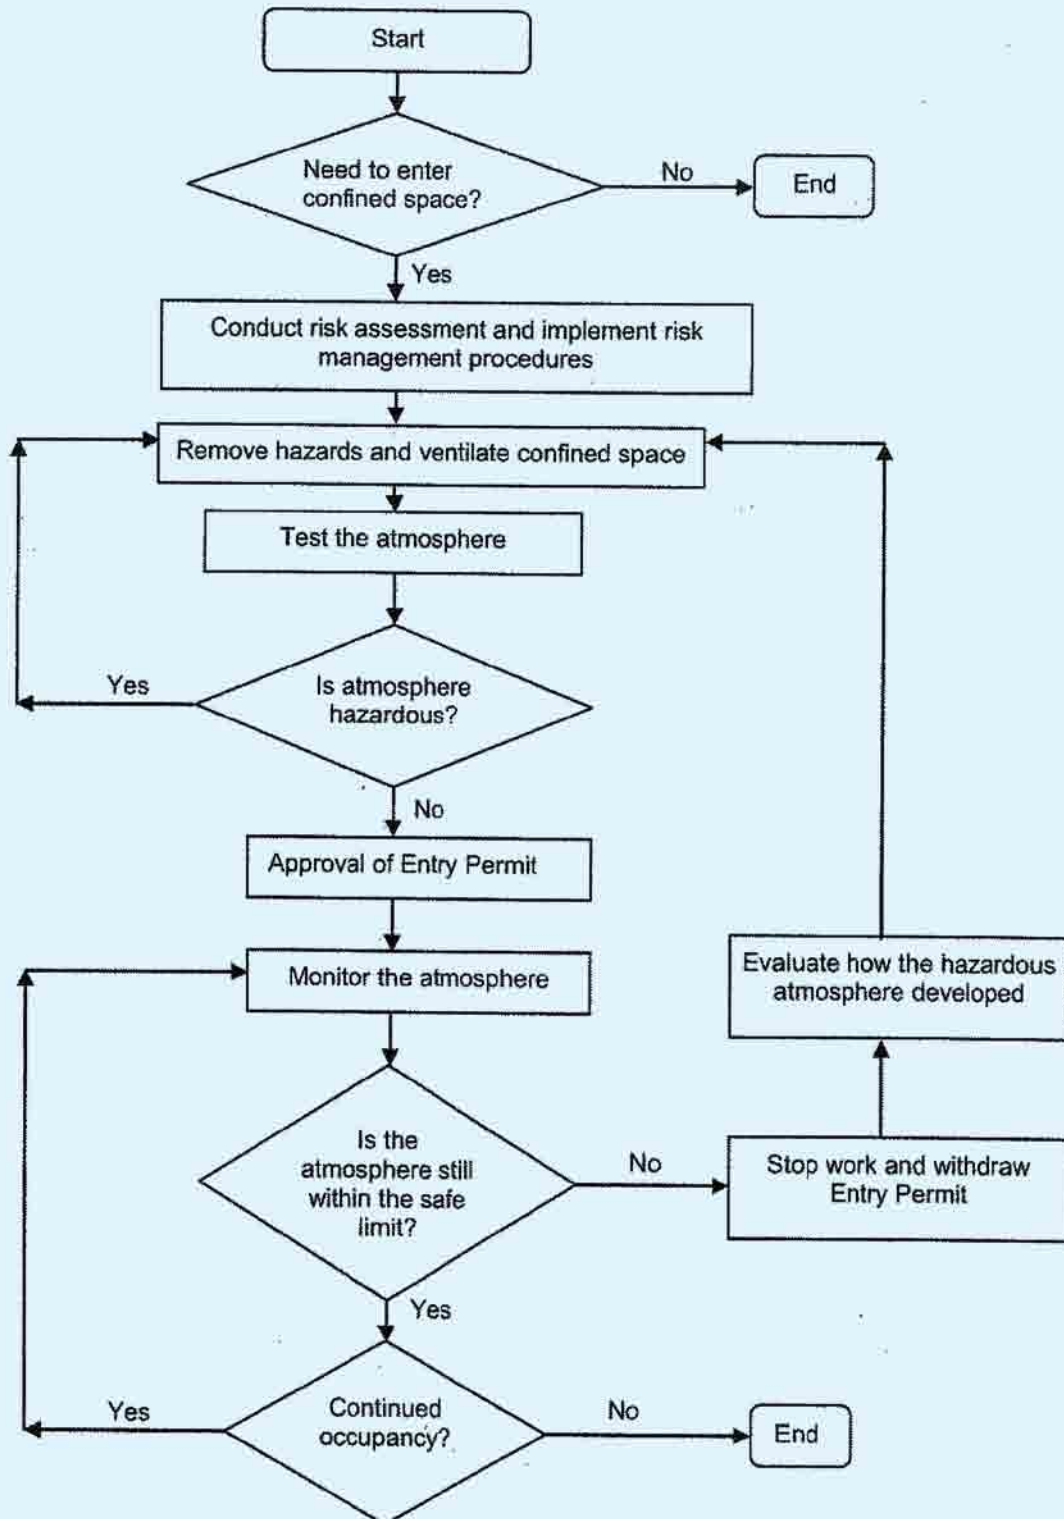 Start
Need to enter
confined space?
No
End
Yes
Conduct risk assessment and implement risk
management procedures
Remove hazards and ventilate confined space
Test the atmosphere
Is atmosphere
hazardous?
Yes
No
Approval of Entry Permit
Monitor the atmosphere
Evaluate how the hazardous
atmosphere developed
Is the
atmosphere still
within the safe
limit?
No
Stop work and withdraw
Entry Permit
Yes
Continued
occupancy?
Yes
No
End